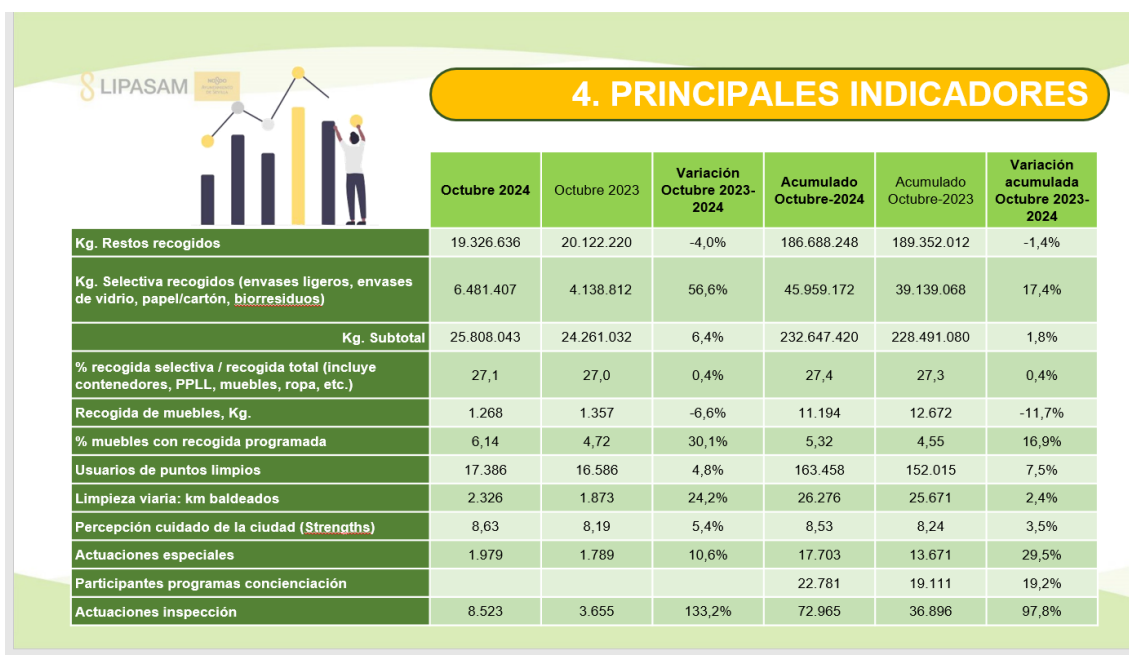 LIPASAM
4. PRINCIPALES INDICADORES
Octubre 2024 Octubre 2023 Variación Octubre 2023-2024 Acumulado Octubre-2024 Acumulado Octubre-2023 Variación acumulada Octubre 2023-2024
Kg. Restos recogidos 19.326.636 20.122.220 -4,0% 186.688.248 189.352.012 -1,4%
Kg. Selectiva recogidos (envases ligeros, envases
de vidrio, papel/cartón, biorresiduos) 6.481.407 4.138.812 56,6% 45.959.172 39.139.068 17,4%
Kg. Subtotal 25.808.043 24.261.032 6,4% 232.647.420 228.491.080 1,8%
% recogida selectiva / recogida total (incluye
contenedores, PPLL, muebles, ropa, etc.) 27,1 27,0 0,4% 27,4 27,3 0,4%
Recogida de muebles, Kg. 1.268 1.357 -6,6% 11.194 12.672 -11,7%
% muebles con recogida programada 6,14 4,72 30,1% 5,32 4,55 16,9%
Usuarios de puntos limpios 17.386 16.586 4,8% 163.458 152.015 7,5%
Limpieza viaria: km baldeados 2.326 1.873 24,2% 26.276 25.671 2,4%
Percepción cuidado de la ciudad (Strengths) 8,63 8,19 5,4% 8,53 8,24 3,5%
Actuaciones especiales 1.979 1.789 10,6% 17.703 13.671 29,5%
Participantes programas concienciación 22.781 19.111 19,2%
Actuaciones inspección 8.523 3.655 133,2% 72.965 36.896 97,8%